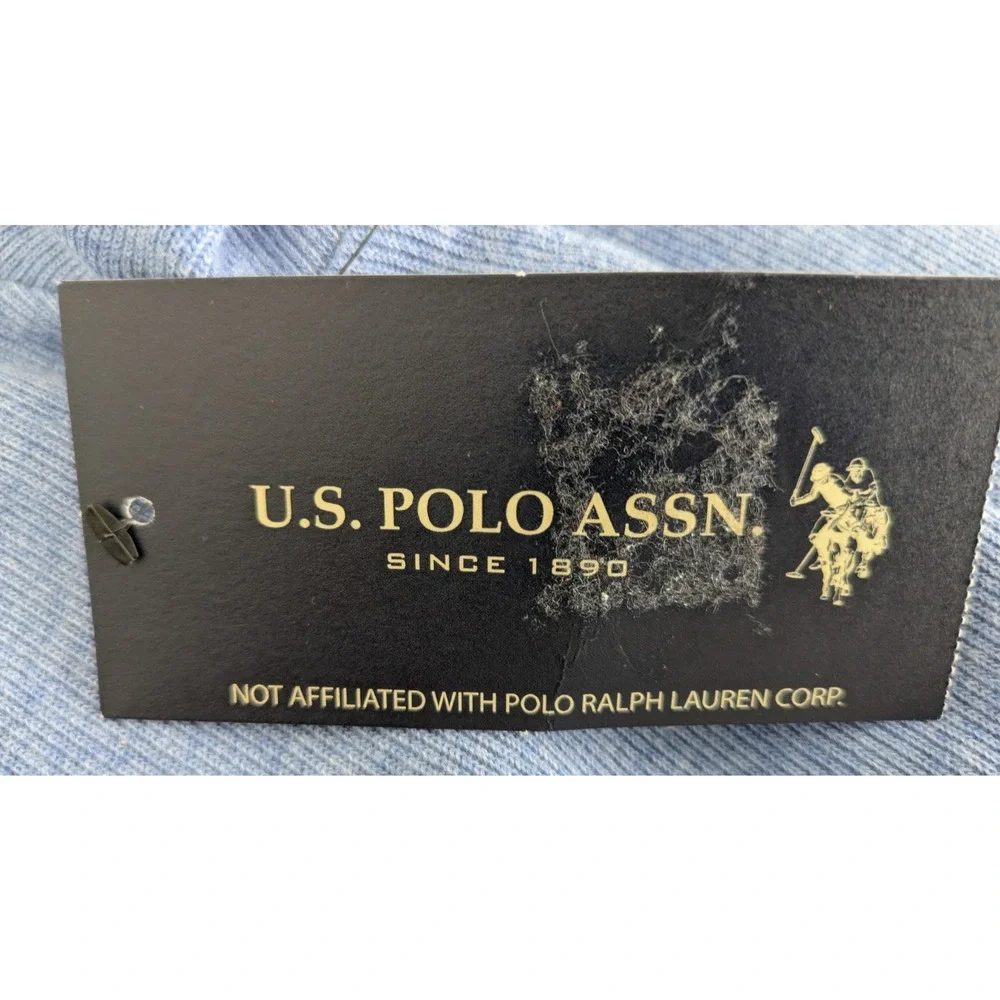 U.S. POLO ASSN.
SINCE 1890
NOT AFFILIATED WITH POLO RALPH LAUREN CORP.